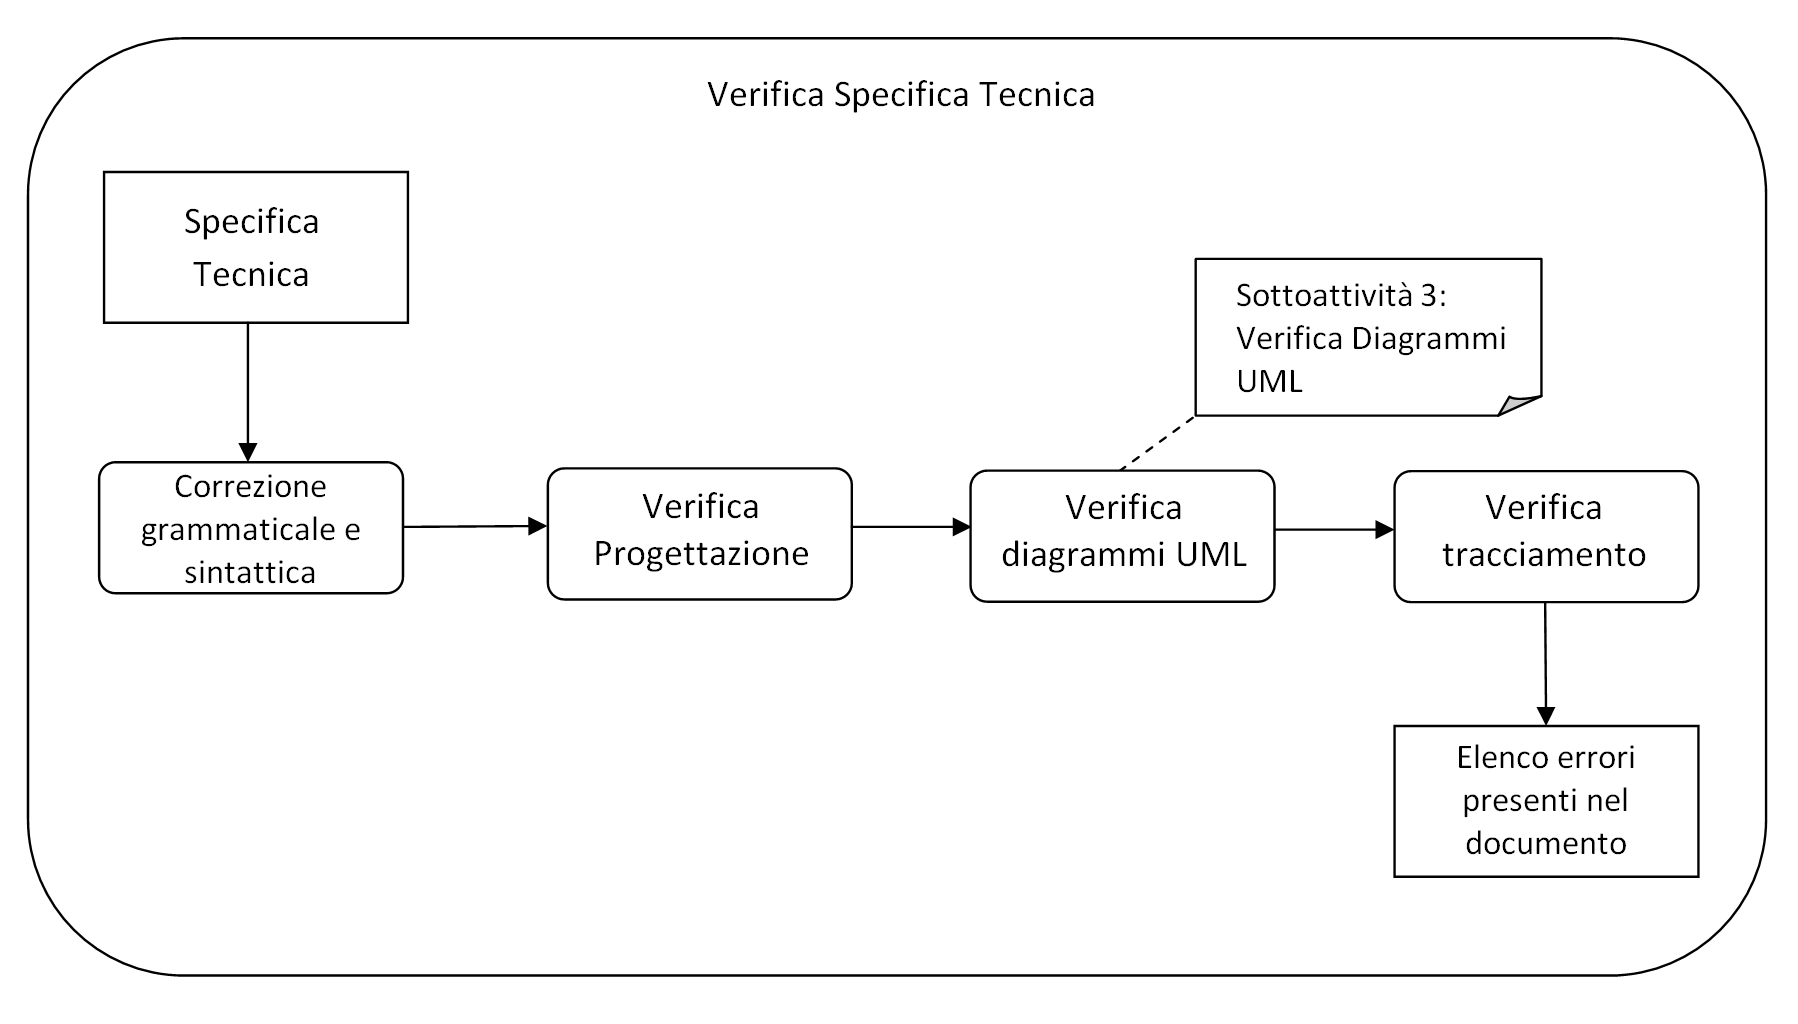 Verifica Specifica Tecnica
Specifica
Tecnica
Sottoattività 3:
Verifica Diagrammi
UML
Correzione
grammaticale e
sintattica
Verifica
Progettazione
Verifica
diagrammi UML
Verifica
tracciamento
Elenco errori
presenti nel
documento